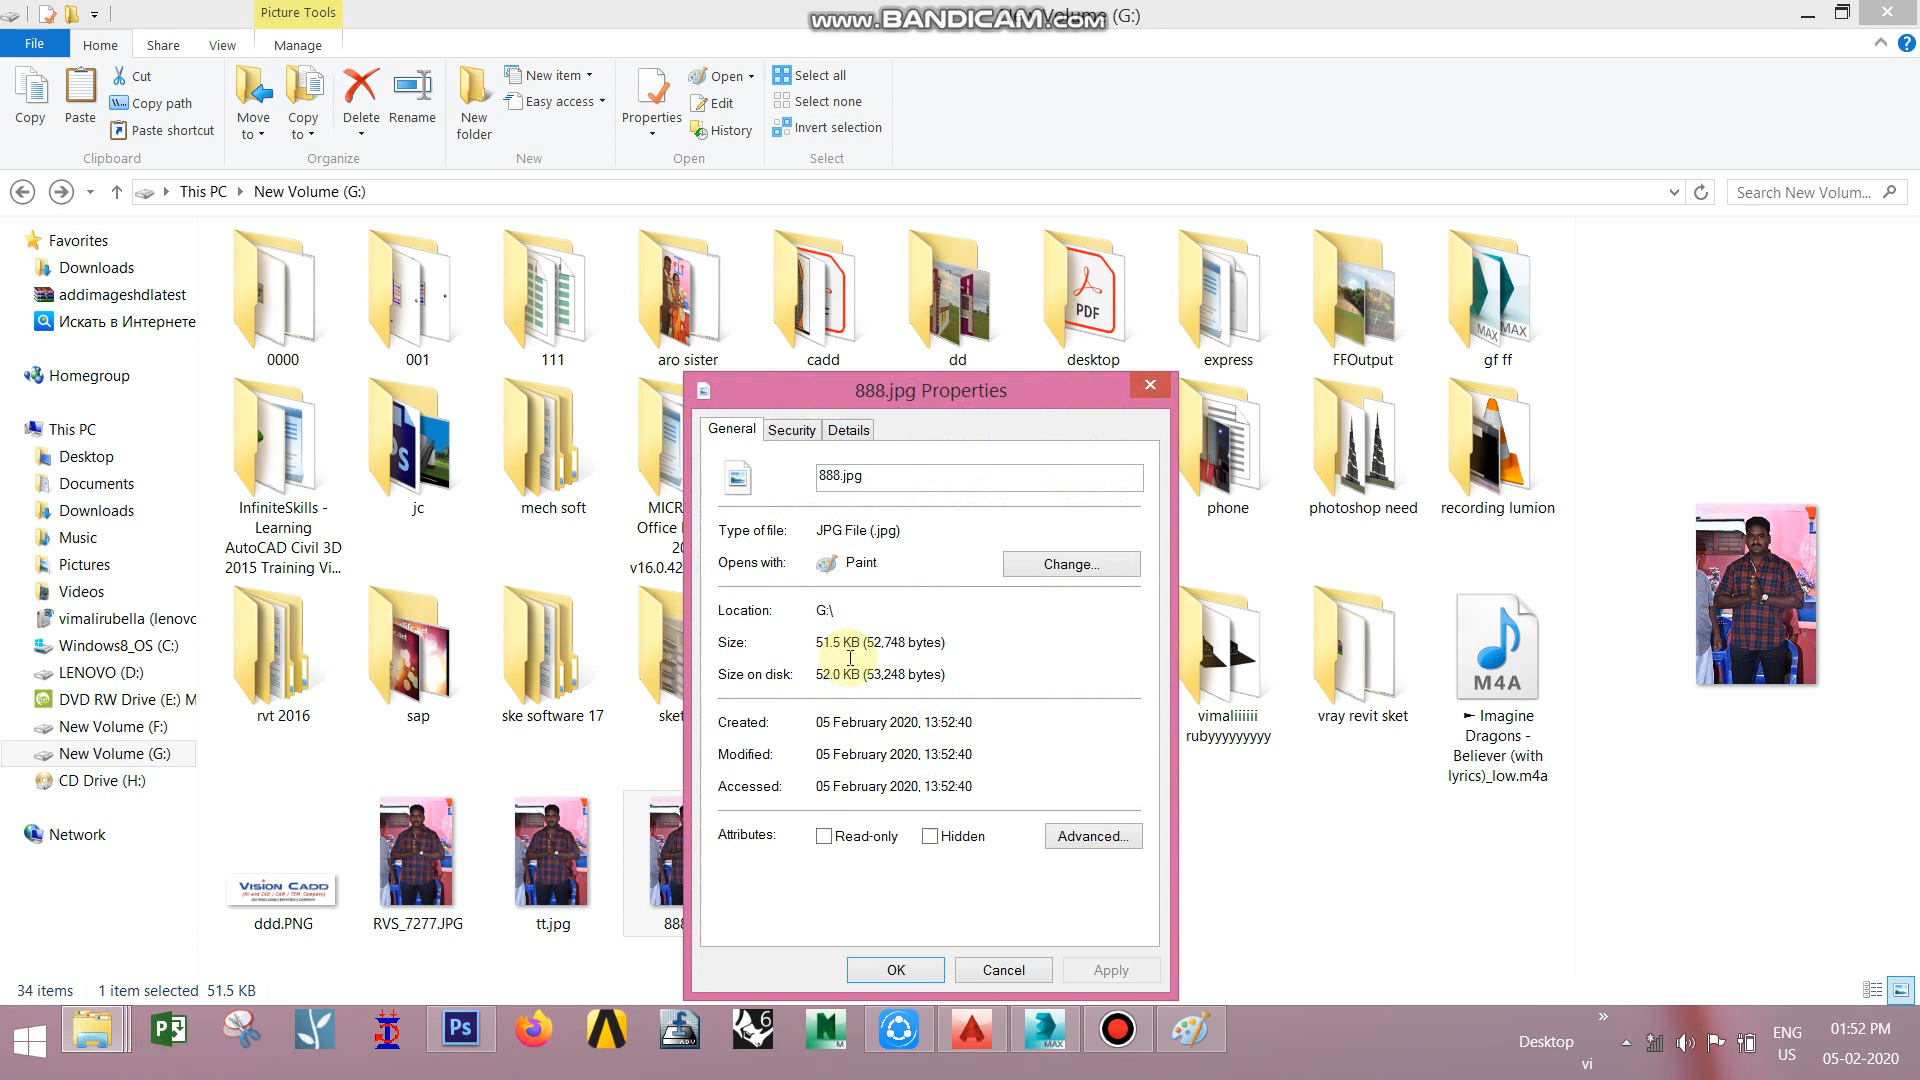 Picture Tools
www.BANDICAM.com
(G:)
File
Home
Share
View
Manage
Copy
Paste
Cut
Copy path
Paste shortcut
Clipboard
Move to
Copy to
Delete
Rename
Organize
New folder
New item
Easy access
New
Properties
Open
Edit
History
Open
Select all
Select none
Invert selection
Select
This PC
New Volume (G:)
Search New Volum...
Favorites
Downloads
addimageshdlatest
Искать в Интернете
Homegroup
This PC
Desktop
Documents
Downloads
Music
Pictures
Videos
vimalirubella (lenovo
Windows8_OS (C:)
LENOVO (D:)
DVD RW Drive (E:) M
New Volume (F:)
New Volume (G:)
CD Drive (H:)
Network
0000
001
111
aro sister
cadd
dd
PDF
desktop
express
FFOutput
MAX MAX
gf ff
InfiniteSkills -
Learning
AutoCAD Civil 3D
2015 Training Vi...
jc
mech soft
MICR
Office
20
v16.0.42
phone
photoshop need
recording lumion
rvt 2016
sap
ske software 17
sket
vimaliiiiii
rubyyyyyyyyy
vray revit sket
M4A
► Imagine
Dragons -
Believer (with
lyrics)_low.m4a
VISION CADD
ddd.PNG
RVS_7277.JPG
tt.jpg
888
888.jpg Properties
General
Security
Details
888.jpg
Type of file: JPG File (.jpg)
Opens with: Paint
Change...
Location: G:\
Size: 51.5 KB (52,748 bytes)
Size on disk: 52.0 KB (53,248 bytes)
Created: 05 February 2020, 13:52:40
Modified: 05 February 2020, 13:52:40
Accessed: 05 February 2020, 13:52:40
Attributes: Read-only Hidden
Advanced...
OK
Cancel
Apply
34 items 1 item selected 51.5 KB
Ps
6
M
MAX
Desktop
»
vi
ENG
US
01:52 PM
05-02-2020